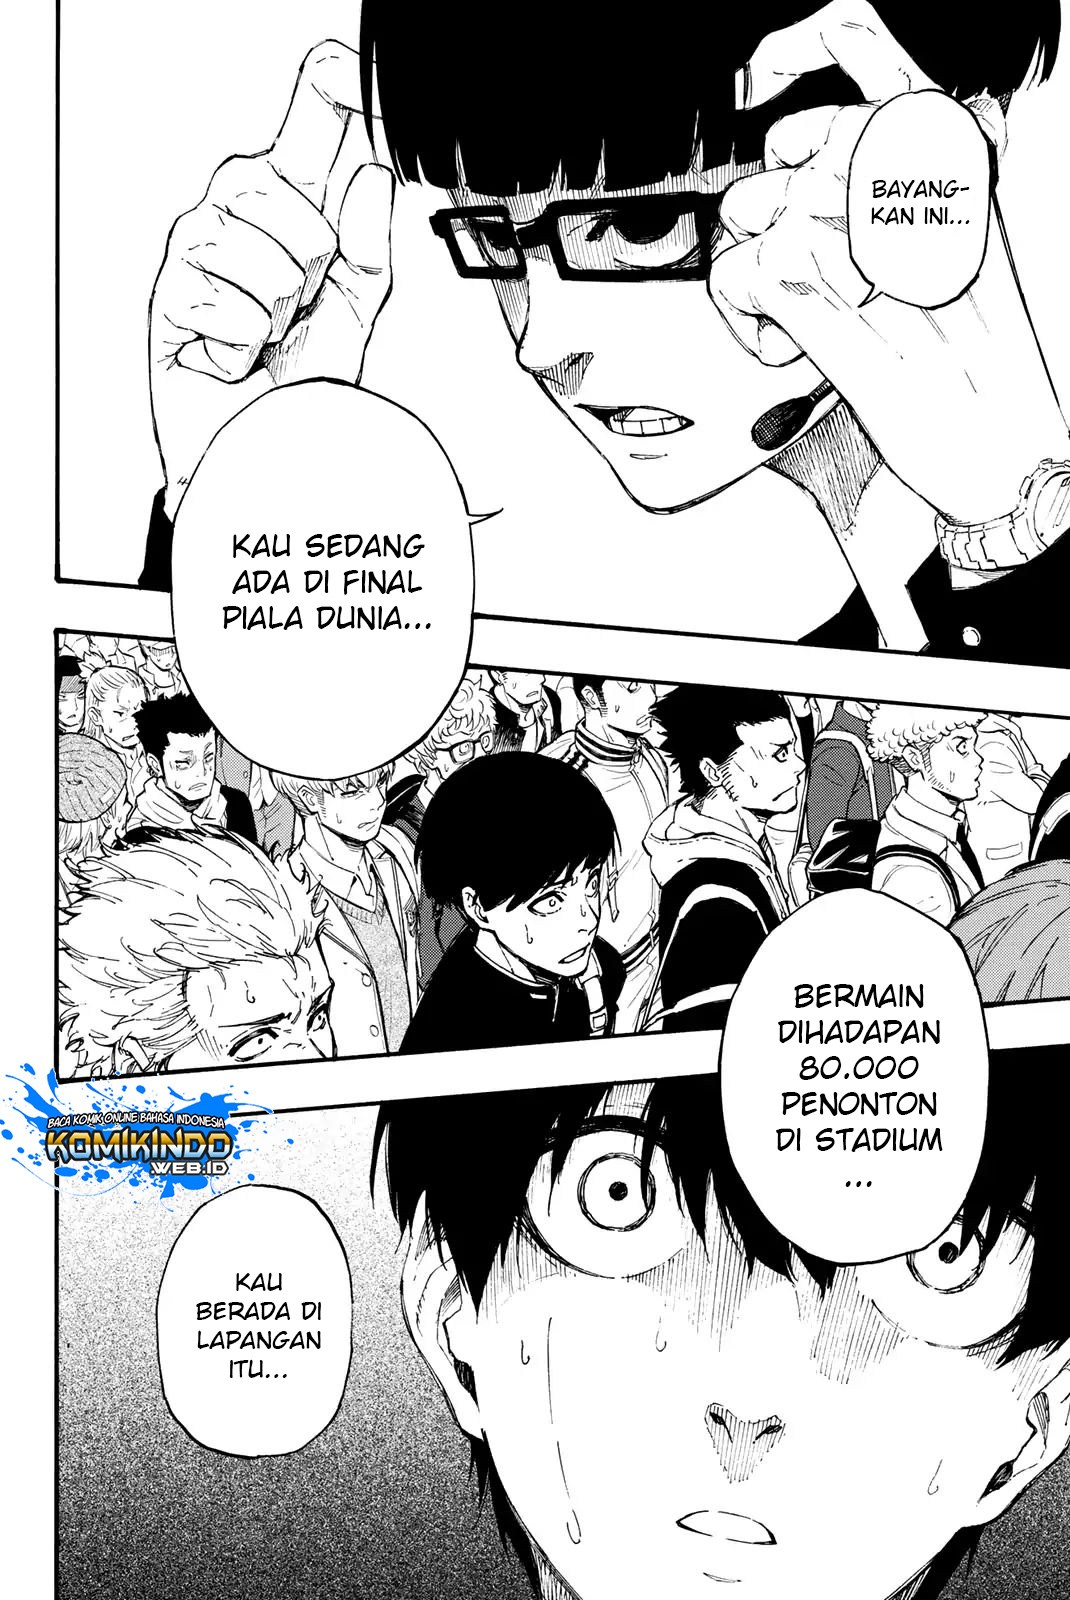 BAYANG-
KAN INI...
KAU SEDANG
ADA DI FINAL
PIALA DUNIA...
BERMAIN
DIHADAPAN
80.000
PENONTON
DI STADIUM
...
BACA KOMIK ONLINE BAHASA INDONESIA
KOMIKINDO
WEB.ID
KAU
BERADA DI
LAPANGAN
ITU...